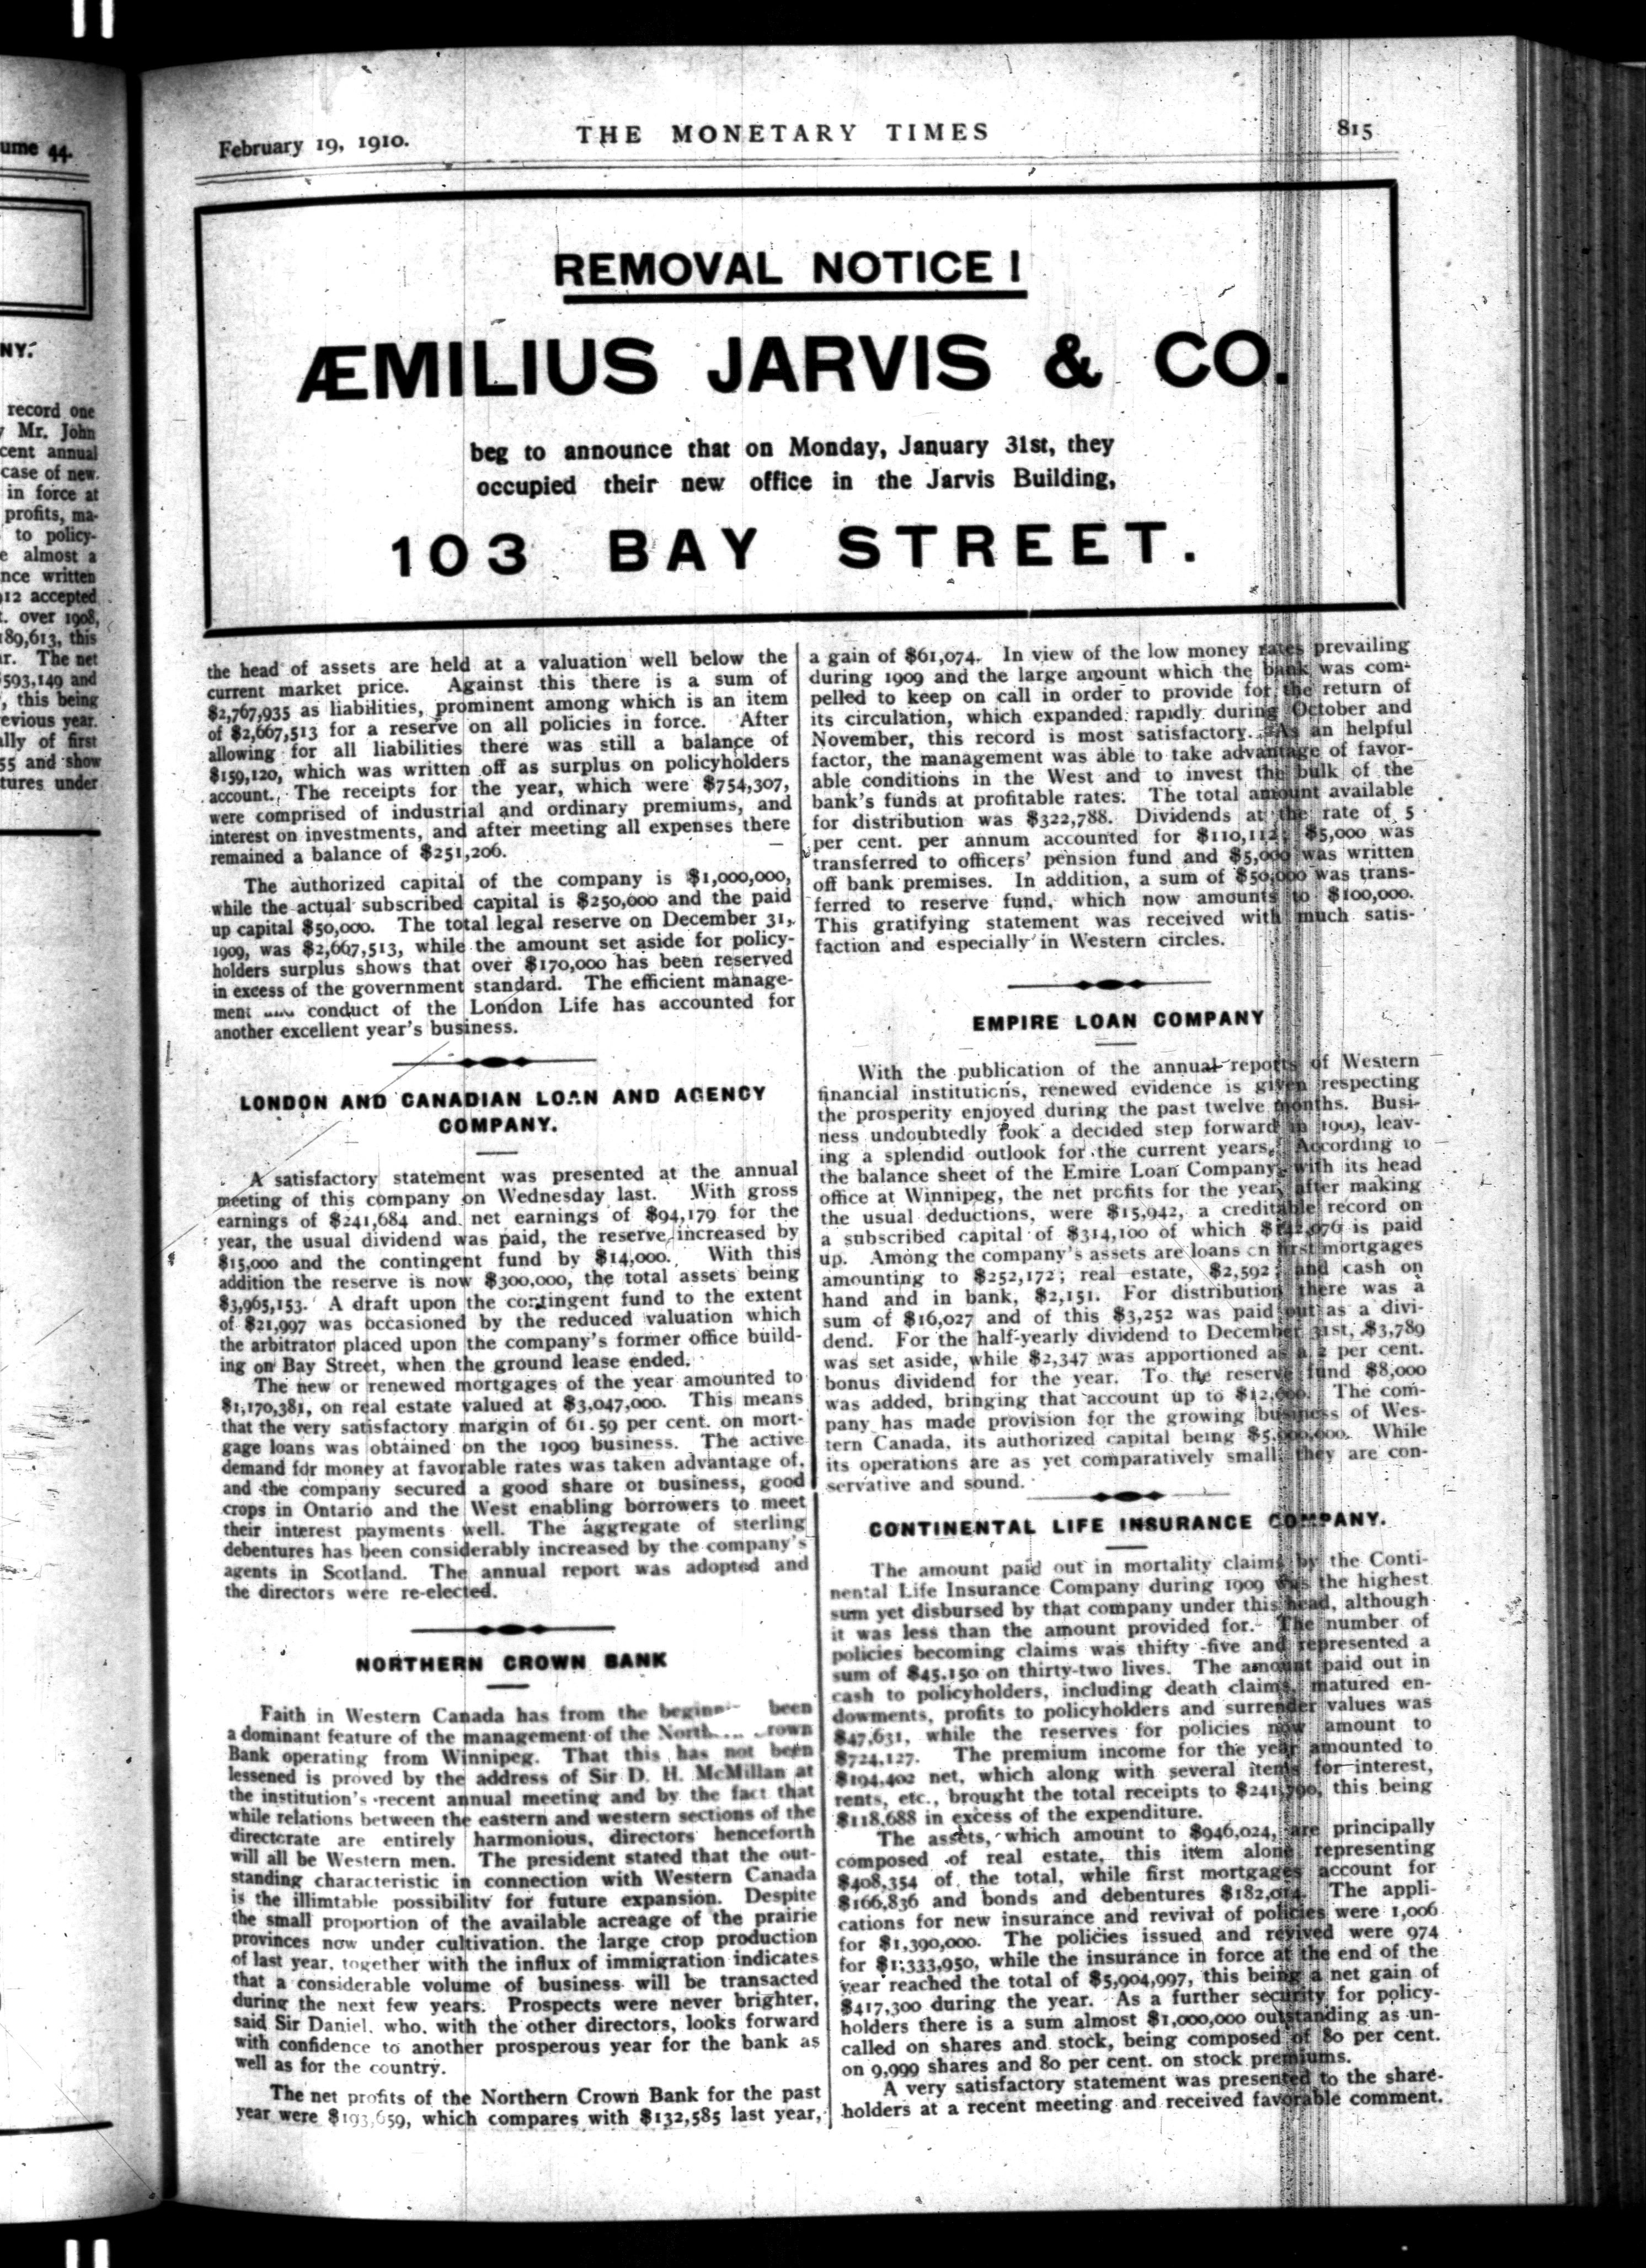 ume 44.
NY.
record one
Mr. John
cent annual
case of new.
in force at
profits, ma-
to policy-
e almost a
nce written
912 accepted
. over 1908,
189,613, this
r. The net
593,149 and
, this being
evious year.
lly of first
55 and show
tures under
February 19, 1910.
THE MONETARY TIMES
815
REMOVAL NOTICE!
ÆMILIUS JARVIS & CO.
beg to announce that on Monday, January 31st, they
occupied their new office in the Jarvis Building,
103 BAY STREET.
the head of assets are held at a valuation well below the
current market price. Against this there is a sum of
$2,767,935 as liabilities, prominent among which is an item
of $2,667,513 for a reserve on all policies in force. After
allowing for all liabilities there was still a balance of
$159,120, which was written off as surplus on policyholders
account. The receipts for the year, which were $754,307,
were comprised of industrial and ordinary premiums, and
interest on investments, and after meeting all expenses there
remained a balance of $251,206.
The authorized capital of the company is $1,000,000,
while the actual subscribed capital is $250,000 and the paid
up capital $50,000. The total legal reserve on December 31,
1909, was $2,667,513, while the amount set aside for policy-
holders surplus shows that over $170,000 has been reserved
in excess of the government standard. The efficient manage-
ment conduct of the London Life has accounted for
another excellent year's business.
LONDON AND CANADIAN LOAN AND AGENCY
COMPANY.
A satisfactory statement was presented at the annual
meeting of this company on Wednesday last. With gross
earnings of $241,684 and net earnings of $94,179 for the
year, the usual dividend was paid, the reserve increased by
$15,000 and the contingent fund by $14,000. With this
addition the reserve is now $300,000, the total assets being
$3,965,153. A draft upon the contingent fund to the extent
of $21,997 was occasioned by the reduced valuation which
the arbitrator placed upon the company's former office build-
ing on Bay Street, when the ground lease ended.
The new or renewed mortgages of the year amounted to
$1,170,381, on real estate valued at $3,047,000. This means
that the very satisfactory margin of 61.59 per cent. on mort-
gage loans was obtained on the 1909 business. The active
demand for money at favorable rates was taken advantage of,
and the company secured a good share of business, good
crops in Ontario and the West enabling borrowers to meet
their interest payments well. The aggregate of sterling
debentures has been considerably increased by the company's
agents in Scotland. The annual report was adopted and
the directors were re-elected.
NORTHERN CROWN BANK
Faith in Western Canada has from the been
a dominant feature of the management of the
Bank operating from Winnipeg. That this has not been
lessened is proved by the address of Sir D. H. McMillan at
the institution's recent annual meeting and by the fact that
while relations between the eastern and western sections of the
directorate are entirely harmonious, directors henceforth
will all be Western men. The president stated that the out-
standing characteristic in connection with Western Canada
is the illimtable possibility for future expansion. Despite
the small proportion of the available acreage of the prairie
provinces now under cultivation, the large crop production
of last year, together with the influx of immigration indicates
that a considerable volume of business will be transacted
during the next few years. Prospects were never brighter,
said Sir Daniel, who, with the other directors, looks forward
with confidence to another prosperous year for the bank as
well as for the country.
The net profits of the Northern Crown Bank for the past
year were $193,659, which compares with $132,585 last year,
a gain of $61,074. In view of the low money rates prevailing
during 1909 and the large amount which the bank was com-
pelled to keep on call in order to provide for the return of
its circulation, which expanded rapidly during October and
November, this record is most satisfactory. As an helpful
factor, the management was able to take advantage of favor-
able conditions in the West and to invest the bulk of the
bank's funds at profitable rates. The total amount available
for distribution was $322,788. Dividends at the rate of 5
per cent. per annum accounted for $110,112; $5,000 was
transferred to officers' pension fund and $5,000 was written
off bank premises. In addition, a sum of $50,000 was trans-
ferred to reserve fund, which now amounts to $100,000.
This gratifying statement was received with much satis-
faction and especially in Western circles.
EMPIRE LOAN COMPANY
With the publication of the annual reports of Western
financial institutions, renewed evidence is given respecting
the prosperity enjoyed during the past twelve months. Busi-
ness undoubtedly took a decided step forward in 1909, leav-
ing a splendid outlook for the current years. According to
the balance sheet of the Emire Loan Company, with its head
office at Winnipeg, the net profits for the year, after making
the usual deductions, were $15,942, a creditable record on
a subscribed capital of $314,100 of which is paid
up. Among the company's assets are loans on first mortgages
amounting to $252,172; real estate, $2,592; and cash on
hand and in bank, $2,151. For distribution there was a
sum of $16,027 and of this $3,252 was paid out as a divi-
dend. For the half-yearly dividend to December 31st, $3,789
was set aside, while $2,347 was apportioned as a 2 per cent.
bonus dividend for the year. To the reserve fund $8,000
was added, bringing that account up to The com-
pany has made provision for the growing business of Wes-
tern Canada, its authorized capital being While
its operations are as yet comparatively small, they are con-
servative and sound.
CONTINENTAL LIFE INSURANCE COMPANY.
The amount paid out in mortality claims by the Conti-
nental Life Insurance Company during 1909 was the highest
sum yet disbursed by that company under this head, although
it was less than the amount provided for. The number of
policies becoming claims was thirty-five and represented a
sum of $45,150 on thirty-two lives. The amount paid out in
cash to policyholders, including death claims, matured en-
dowments, profits to policyholders and surrender values was
$47,631, while the reserves for policies now amount to
$724,127. The premium income for the year amounted to
$194,402 net, which along with several items for interest,
rents, etc., brought the total receipts to this being
$118,688 in excess of the expenditure.
The assets, which amount to $946,024, are principally
composed of real estate, this item alone representing
$408,354 of the total, while first mortgages account for
$166,836 and bonds and debentures The appli-
cations for new insurance and revival of policies were 1,006
for $1,390,000. The policies issued and revived were 974
for $1,333,950, while the insurance in force at the end of the
year reached the total of $5,904,997, this being a net gain of
$417,300 during the year. As a further security for policy-
holders there is a sum almost $1,000,000 outstanding as un-
called on shares and stock, being composed of 80 per cent.
on 9,999 shares and 80 per cent. on stock premiums.
A very satisfactory statement was presented to the share-
holders at a recent meeting and received favorable comment.